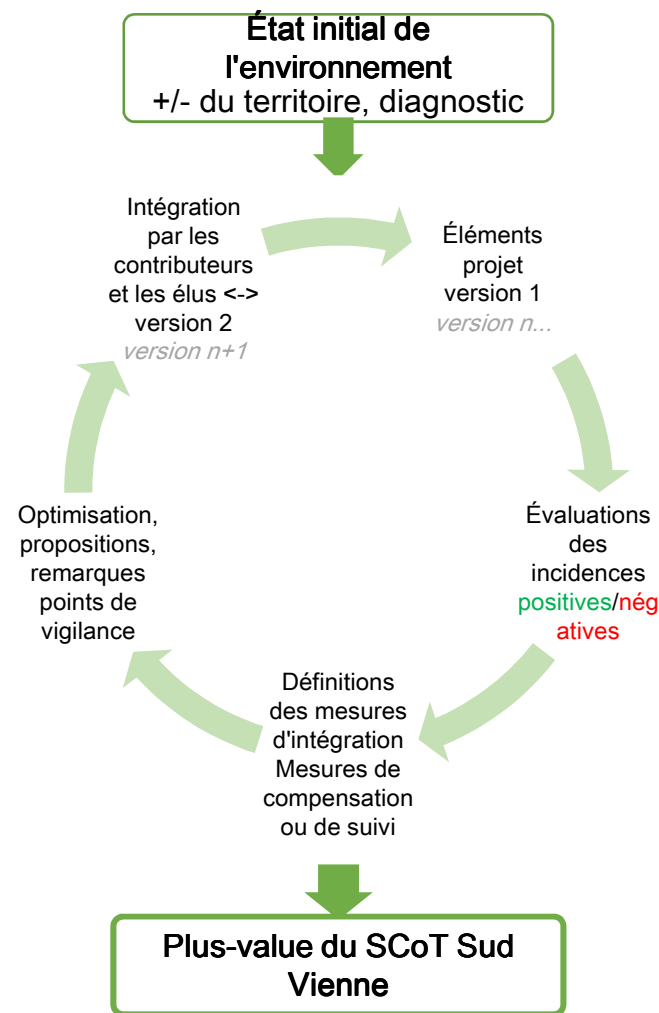 État initial de
l'environnement
+/- du territoire, diagnostic
Intégration
par les
contributeurs
et les élus <->
version 2
version n+1
Éléments
projet
version 1
version n...
Évaluations
des
incidences
positives/nég
atives
Définitions
des mesures
d'intégration
Mesures de
compensation
ou de suivi
Optimisation,
propositions,
remarques
points de
vigilance
Plus-value du SCoT Sud
Vienne